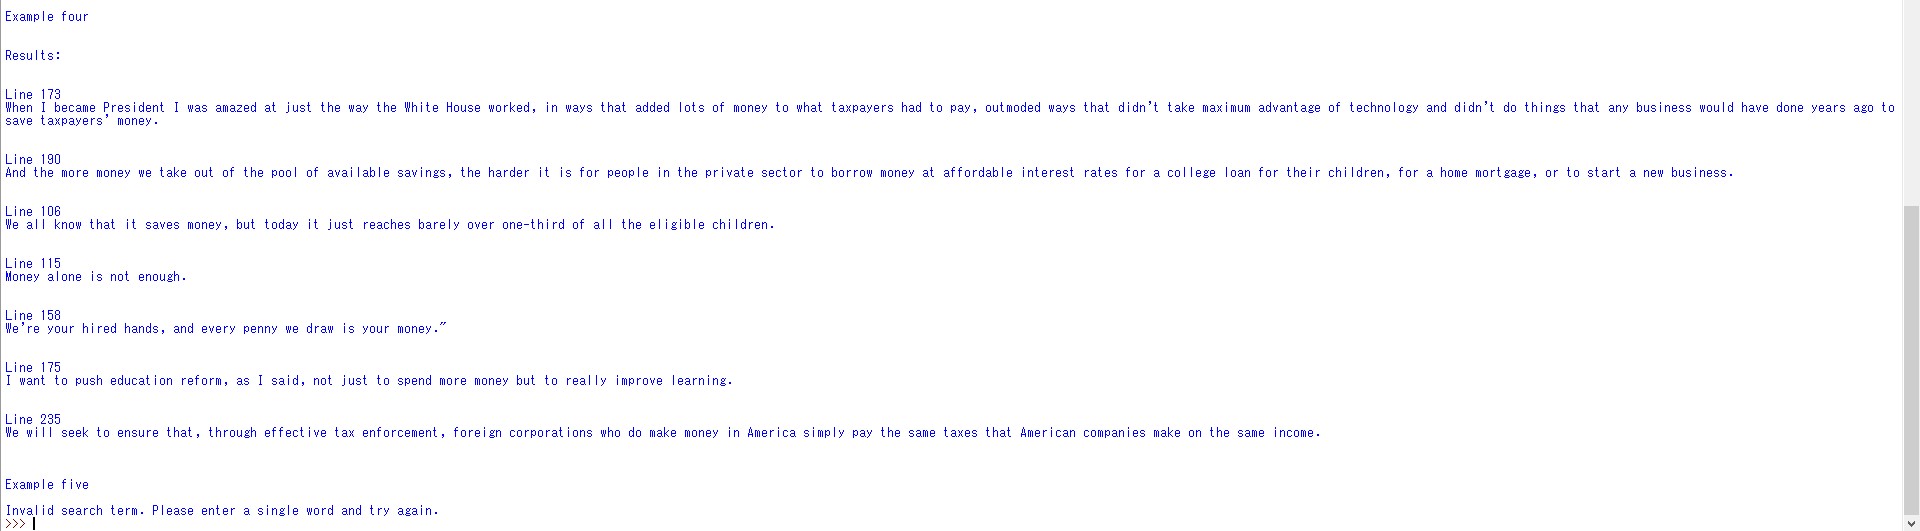 Example four
Results:
Line 173
When I became President I was amazed at just the way the White House worked, in ways that added lots of money to what taxpayers had to pay, outmoded ways that didn't take maximum advantage of technology and didn't do things that any business would have done years ago to
save taxpayers' money.
Line 190
And the more money we take out of the pool of available savings, the harder it is for people in the private sector to borrow money at affordable interest rates for a college loan for their children, for a home mortgage, or to start a new business.
Line 106
We all know that it saves money, but today it just reaches barely over one-third of all the eligible children.
Line 115
Money alone is not enough.
Line 158
We're your hired hands, and every penny we draw is your money."
Line 175
I want to push education reform, as I said, not just to spend more money but to really improve learning.
Line 235
We will seek to ensure that, through effective tax enforcement, foreign corporations who do make money in America simply pay the same taxes that American companies make on the same income.
Example five
Invalid search term. Please enter a single word and try again.
>>>